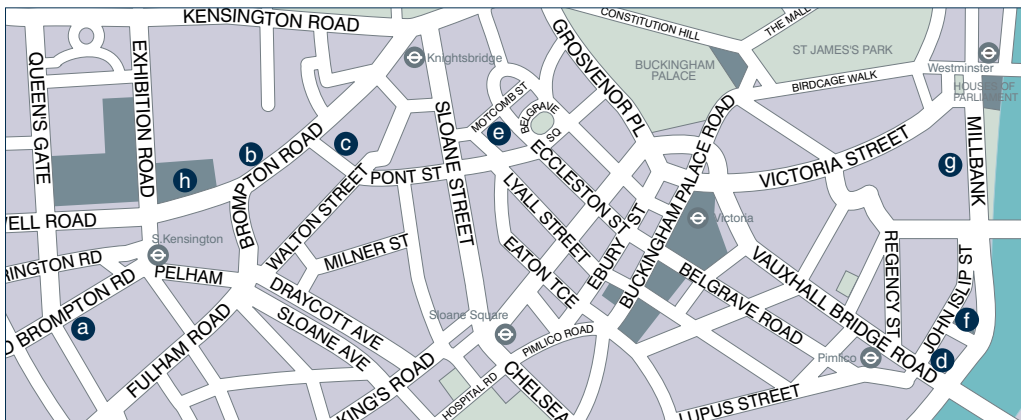 KENSINGTON ROAD
CONSTITUTION HILL
THE MALL
GROSVENOR PL
ST JAMES'S PARK
QUEEN'S GATE
EXHIBITION ROAD
Knightsbridge
BUCKINGHAM
PALACE
Westminster
BIRDCAGE WALK
HOUSES OF
PARLIAMENT
MOTCOMB ST
BELGRAVE
SQ
SLOANE STREET
e
b
c
BROMPTON ROAD
MILLBANK
VICTORIA STREET
g
h
PONT ST
ECCLESTON ST
BUCKINGHAM PALACE ROAD
BROMPTON
WALTON STREET
LYALL STREET
EBURY ST
Victoria
WELL ROAD
S.Kensington
MILNER ST
EATON TCE
REGENCY ST
RINGTON RD
PELHAM
BELGRAVE ROAD
VAUXHALL BRIDGE ROAD
JOHN ISLIP ST
D BROMPTON RD
DRAYCOTT AVE
SLOANE AVE
a
f
FULHAM ROAD
Sloane Square
PIMLICO ROAD
Pimlico
d
KING'S ROAD
HOSPITAL RD
CHELSEA
LUPUS STREET